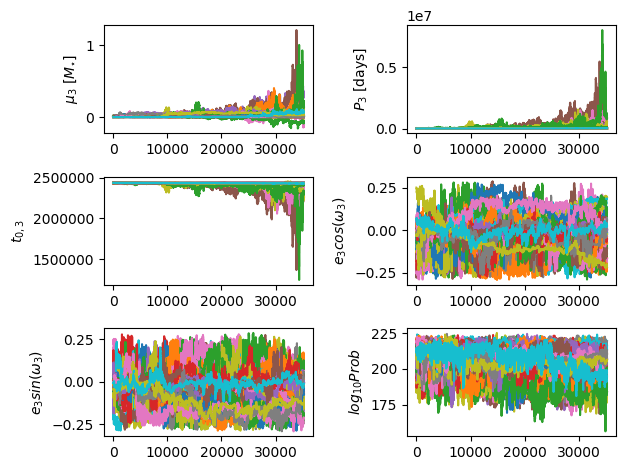 1e7
1
0
μ₃ [M⋆]
0 10000 20000 30000
0.5
0.0
P₃ [days]
0 10000 20000 30000
2500000
2000000
1500000
t₀,₃
0 10000 20000 30000
0.25
0.00
−0.25
e₃cos(ω₃)
0 10000 20000 30000
0.25
0.00
−0.25
e₃sin(ω₃)
0 10000 20000 30000
225
200
175
log₁₀Prob
0 10000 20000 30000